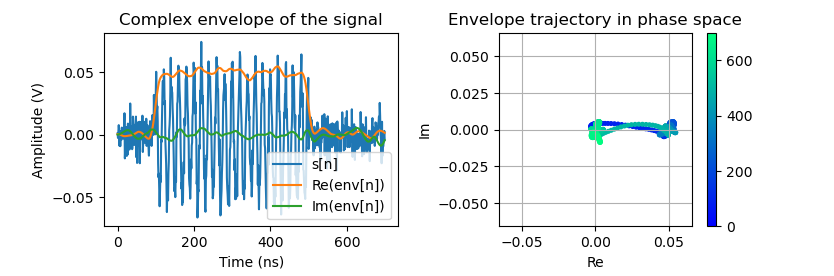 Complex envelope of the signal
Amplitude (V)
0.05
0.00
−0.05
0
200
400
600
Time (ns)
s[n]
Re(env[n])
Im(env[n])
Envelope trajectory in phase space
Im
0.050
0.025
0.000
−0.025
−0.050
−0.05
0.00
0.05
Re
600
400
200
0